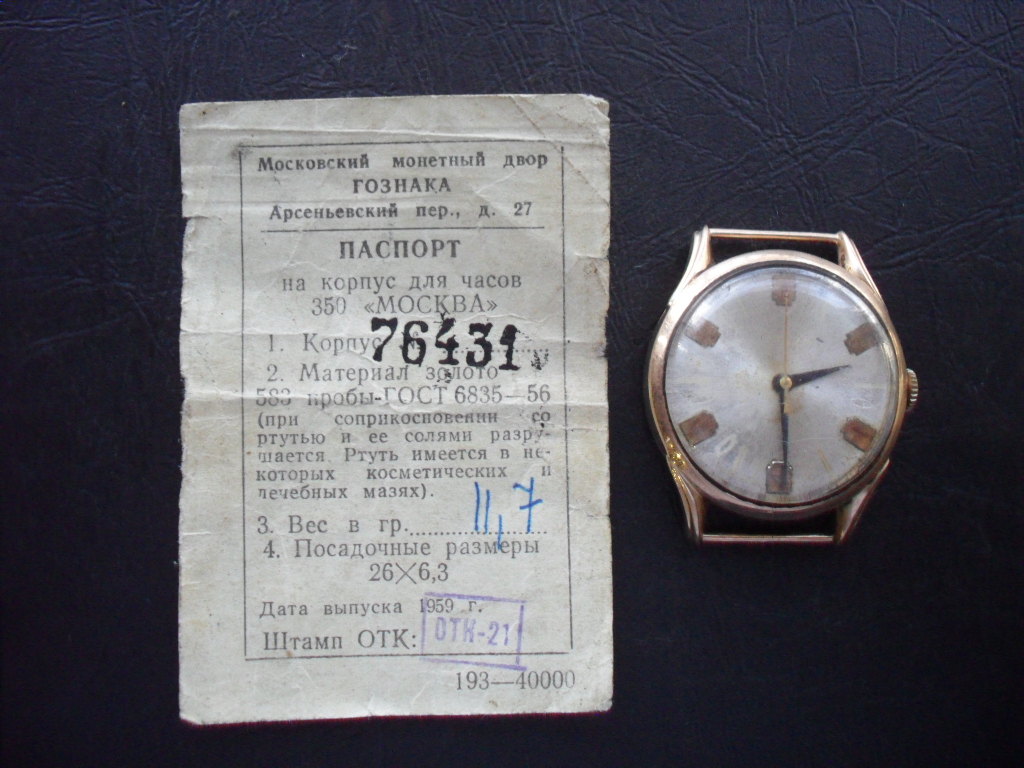 Московский монетный двор
ГОЗНАКА
Арсеньевский пер., д. 27
ПАСПОРТ
на корпус для часов
350 «МОСКВА»
1. Корпус 76431
2. Материал золото
583 пробы-ГОСТ 6835—56
(при соприкосновении со
ртутью и ее солями разру-
шается. Ртуть имеется в не-
которых косметических и
лечебных мазях).
3. Вес в гр. 11,7
4. Посадочные размеры
26×6,3
Дата выпуска 1959 г.
Штамп ОТК: ОТК-21
193—40000